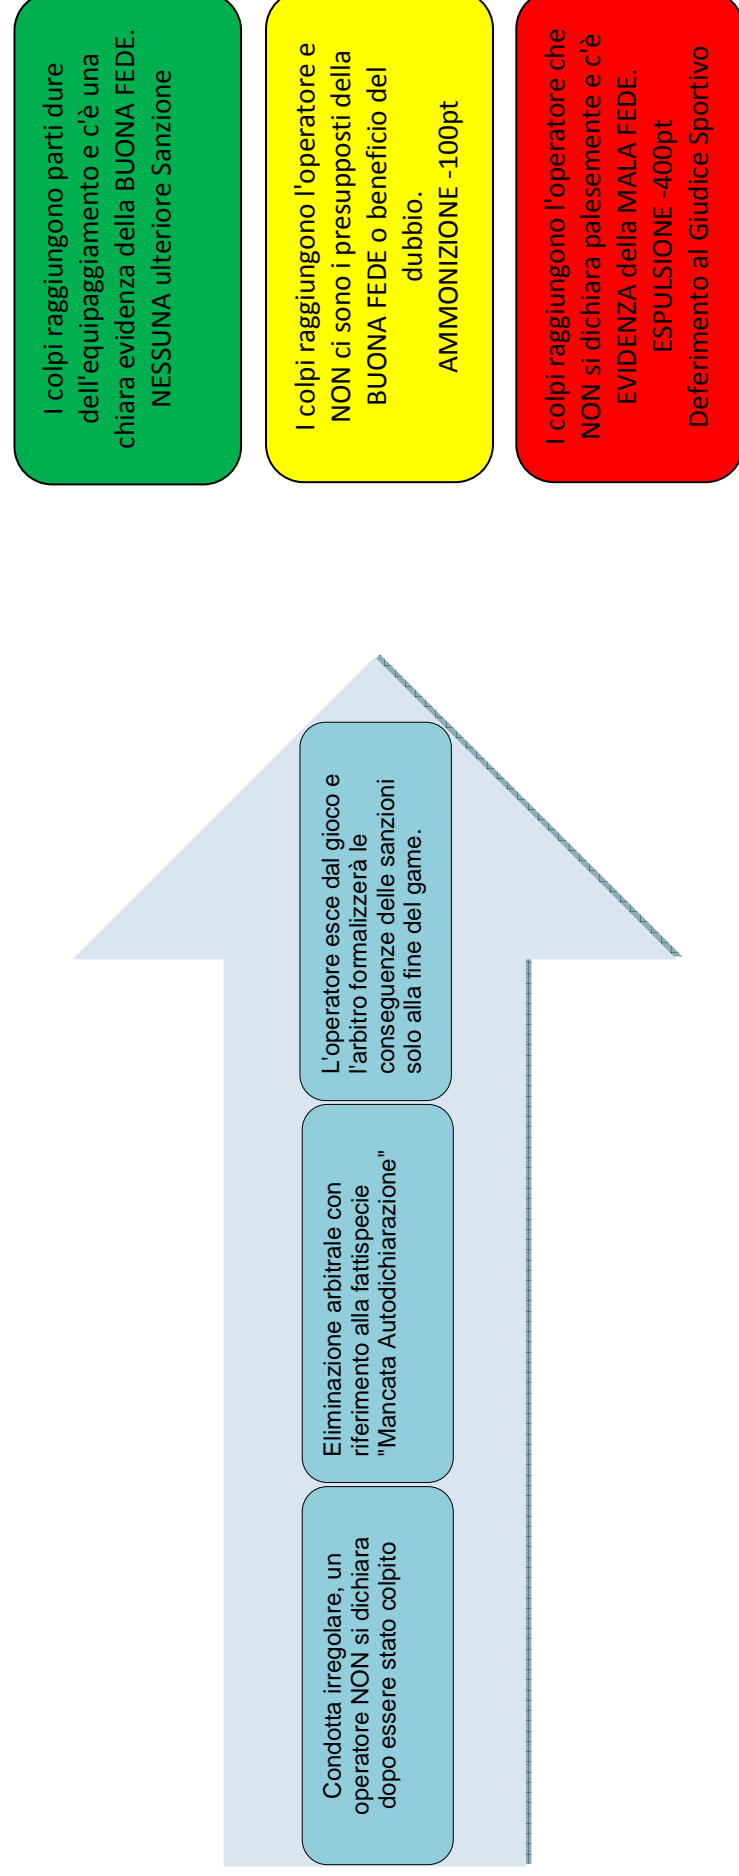 Condotta irregolare, un
operatore NON si dichiara
dopo essere stato colpito
Eliminazione arbitrale con
riferimento alla fattispecie
"Mancata Autodichiarazione"
L'operatore esce dal gioco e
l'arbitro formalizzerà le
conseguenze delle sanzioni
solo alla fine del game.
I colpi raggiungono parti dure
dell'equipaggiamento e c'è una
chiara evidenza della BUONA FEDE.
NESSUNA ulteriore Sanzione
I colpi raggiungono l'operatore e
NON ci sono i presupposti della
BUONA FEDE o beneficio del
dubbio.
AMMONIZIONE -100pt
I colpi raggiungono l'operatore che
NON si dichiara palesemente e c'è
EVIDENZA della MALA FEDE.
ESPULSIONE -400pt
Deferimento al Giudice Sportivo